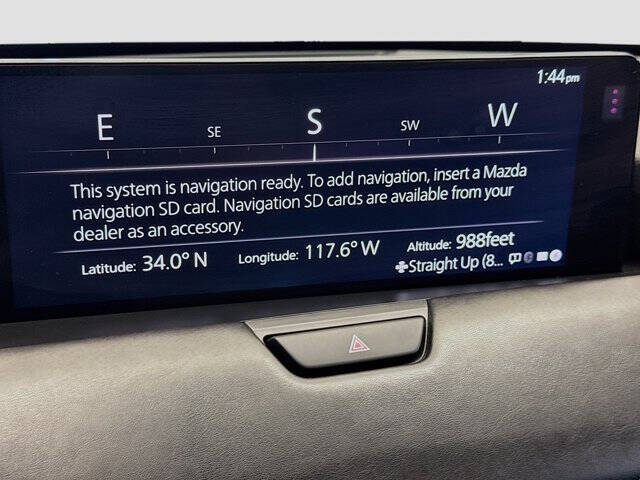 1:44pm
E SE S SW W
This system is navigation ready. To add navigation, insert a Mazda
navigation SD card. Navigation SD cards are available from your
dealer as an accessory.
Latitude: 34.0° N Longitude: 117.6° W Altitude: 988feet
Straight Up (8...